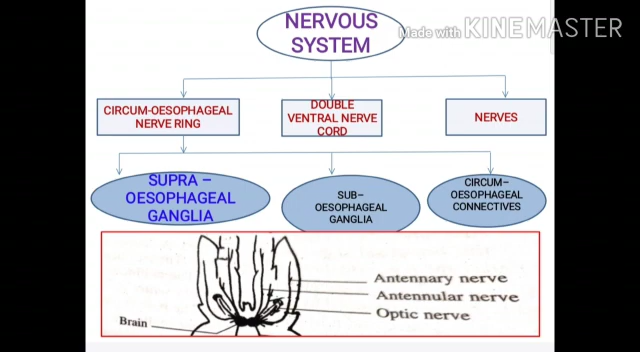 NERVOUS
SYSTEM
Made with KINEMASTER
CIRCUM-OESOPHAGEAL
NERVE RING
DOUBLE
VENTRAL NERVE
CORD
NERVES
SUPRA –
OESOPHAGEAL
GANGLIA
SUB–
OESOPHAGEAL
GANGLIA
CIRCUM–
OESOPHAGEAL
CONNECTIVES
Antennary nerve
Antennular nerve
Optic nerve
Brain